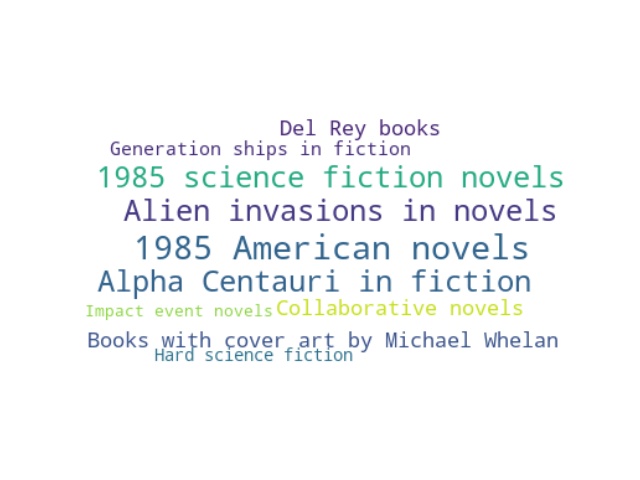 Del Rey books
Generation ships in fiction
1985 science fiction novels
Alien invasions in novels
1985 American novels
Alpha Centauri in fiction
Impact event novels Collaborative novels
Books with cover art by Michael Whelan
Hard science fiction